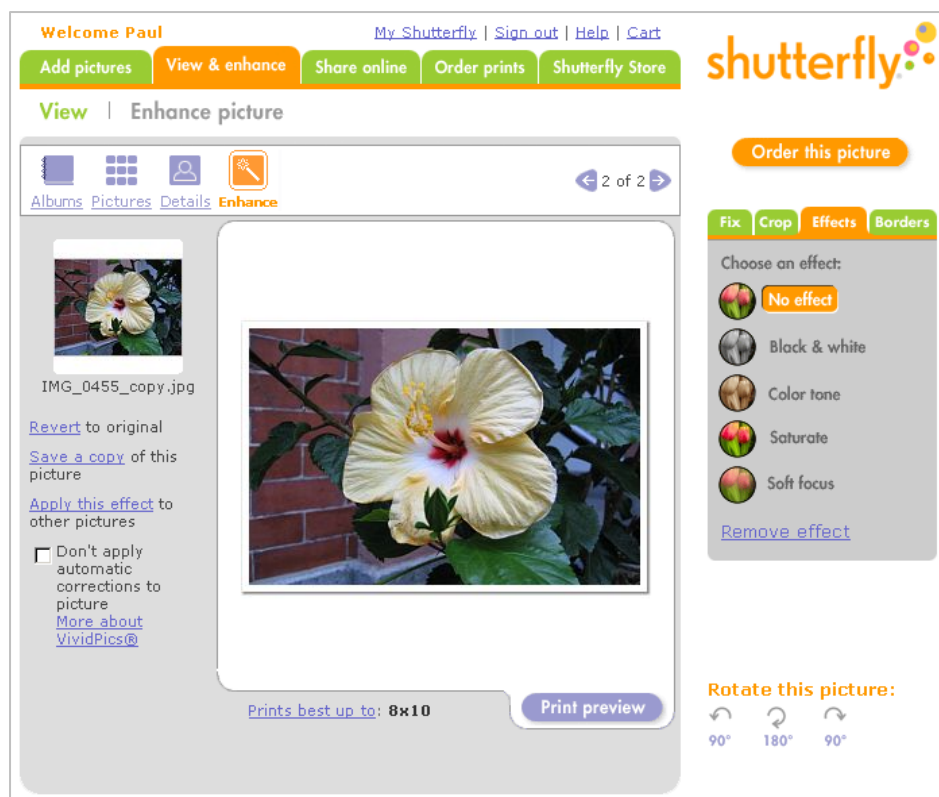 Welcome Paul
My Shutterfly | Sign out | Help | Cart
shutterfly
Add pictures
View & enhance
Share online
Order prints
Shutterfly Store
View | Enhance picture
Order this picture
Albums
Pictures
Details
Enhance
2 of 2
Fix
Crop
Effects
Borders
Choose an effect:
No effect
Black & white
Color tone
Saturate
Soft focus
Remove effect
IMG_0455_copy.jpg
Revert to original
Save a copy of this
picture
Apply this effect to
other pictures
Don't apply
automatic
corrections to
picture
More about
VividPics®
Prints best up to: 8x10
Print preview
Rotate this picture:
90°
180°
90°